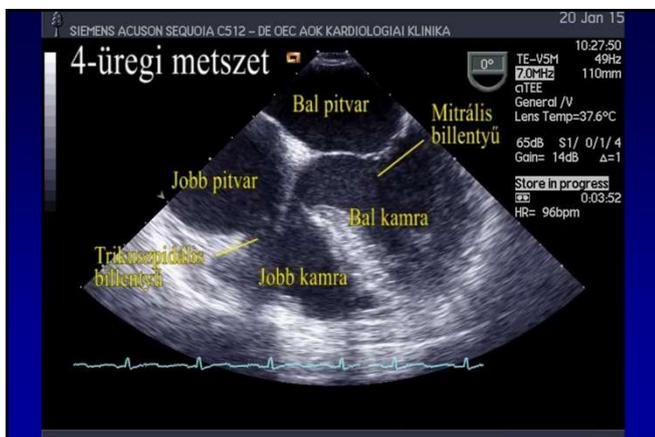 20 Jan 15
SIEMENS ACUSON SEQUOIA C512 – DE OEC AOK KARDIOLOGIAI KLINIKA
4-üregi metszet
0°
10:27:50
TE-V5M 49Hz
7.0MHz 110mm
aTEE
General /V
Lens Temp=37.6°C
65dB S1/ 0/1/4
Gain= 14dB Δ=1
Store in progress
0:03:52
HR= 96bpm
Bal pitvar
Mitrális
billentyű
Jobb pitvar
Bal kamra
Trikuszpidális
billentyű
Jobb kamra